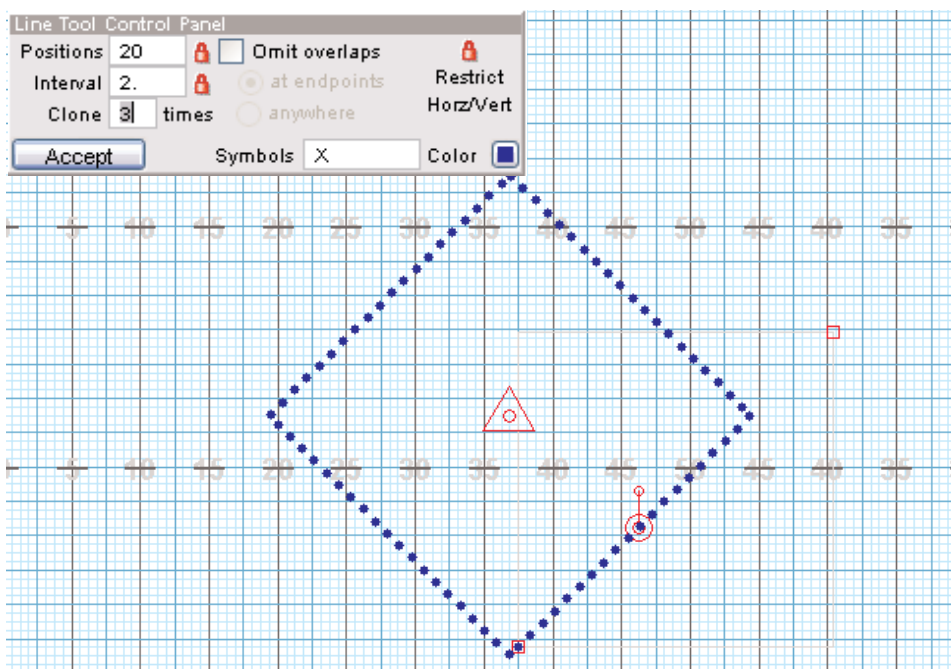 Line Tool Control Panel
Positions 20 Omit overlaps
Interval 2. at endpoints Restrict
Clone 3 times anywhere Horz/Vert
Accept Symbols X Color
5 10 15 20 25 30 35 40 45 50 45 40 35
5 10 15 20 25 30 35 40 45 50 45 40 35